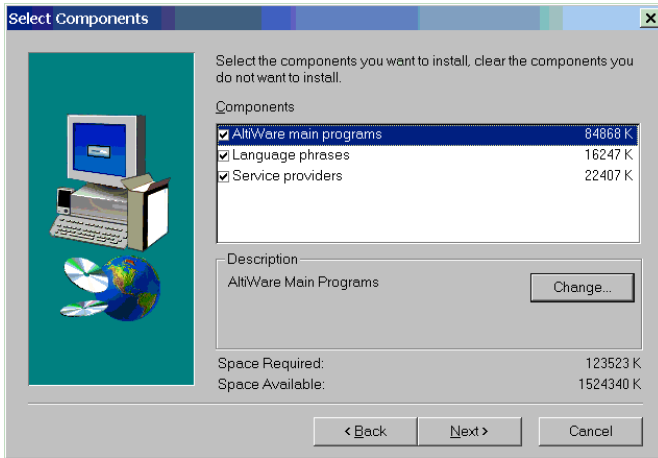 Select Components
Select the components you want to install, clear the components you
do not want to install.
Components
AltiWare main programs 84868 K
Language phrases 16247 K
Service providers 22407 K
Description
AltiWare Main Programs
Change...
Space Required: 123523 K
Space Available: 1524340 K
< Back Next > Cancel